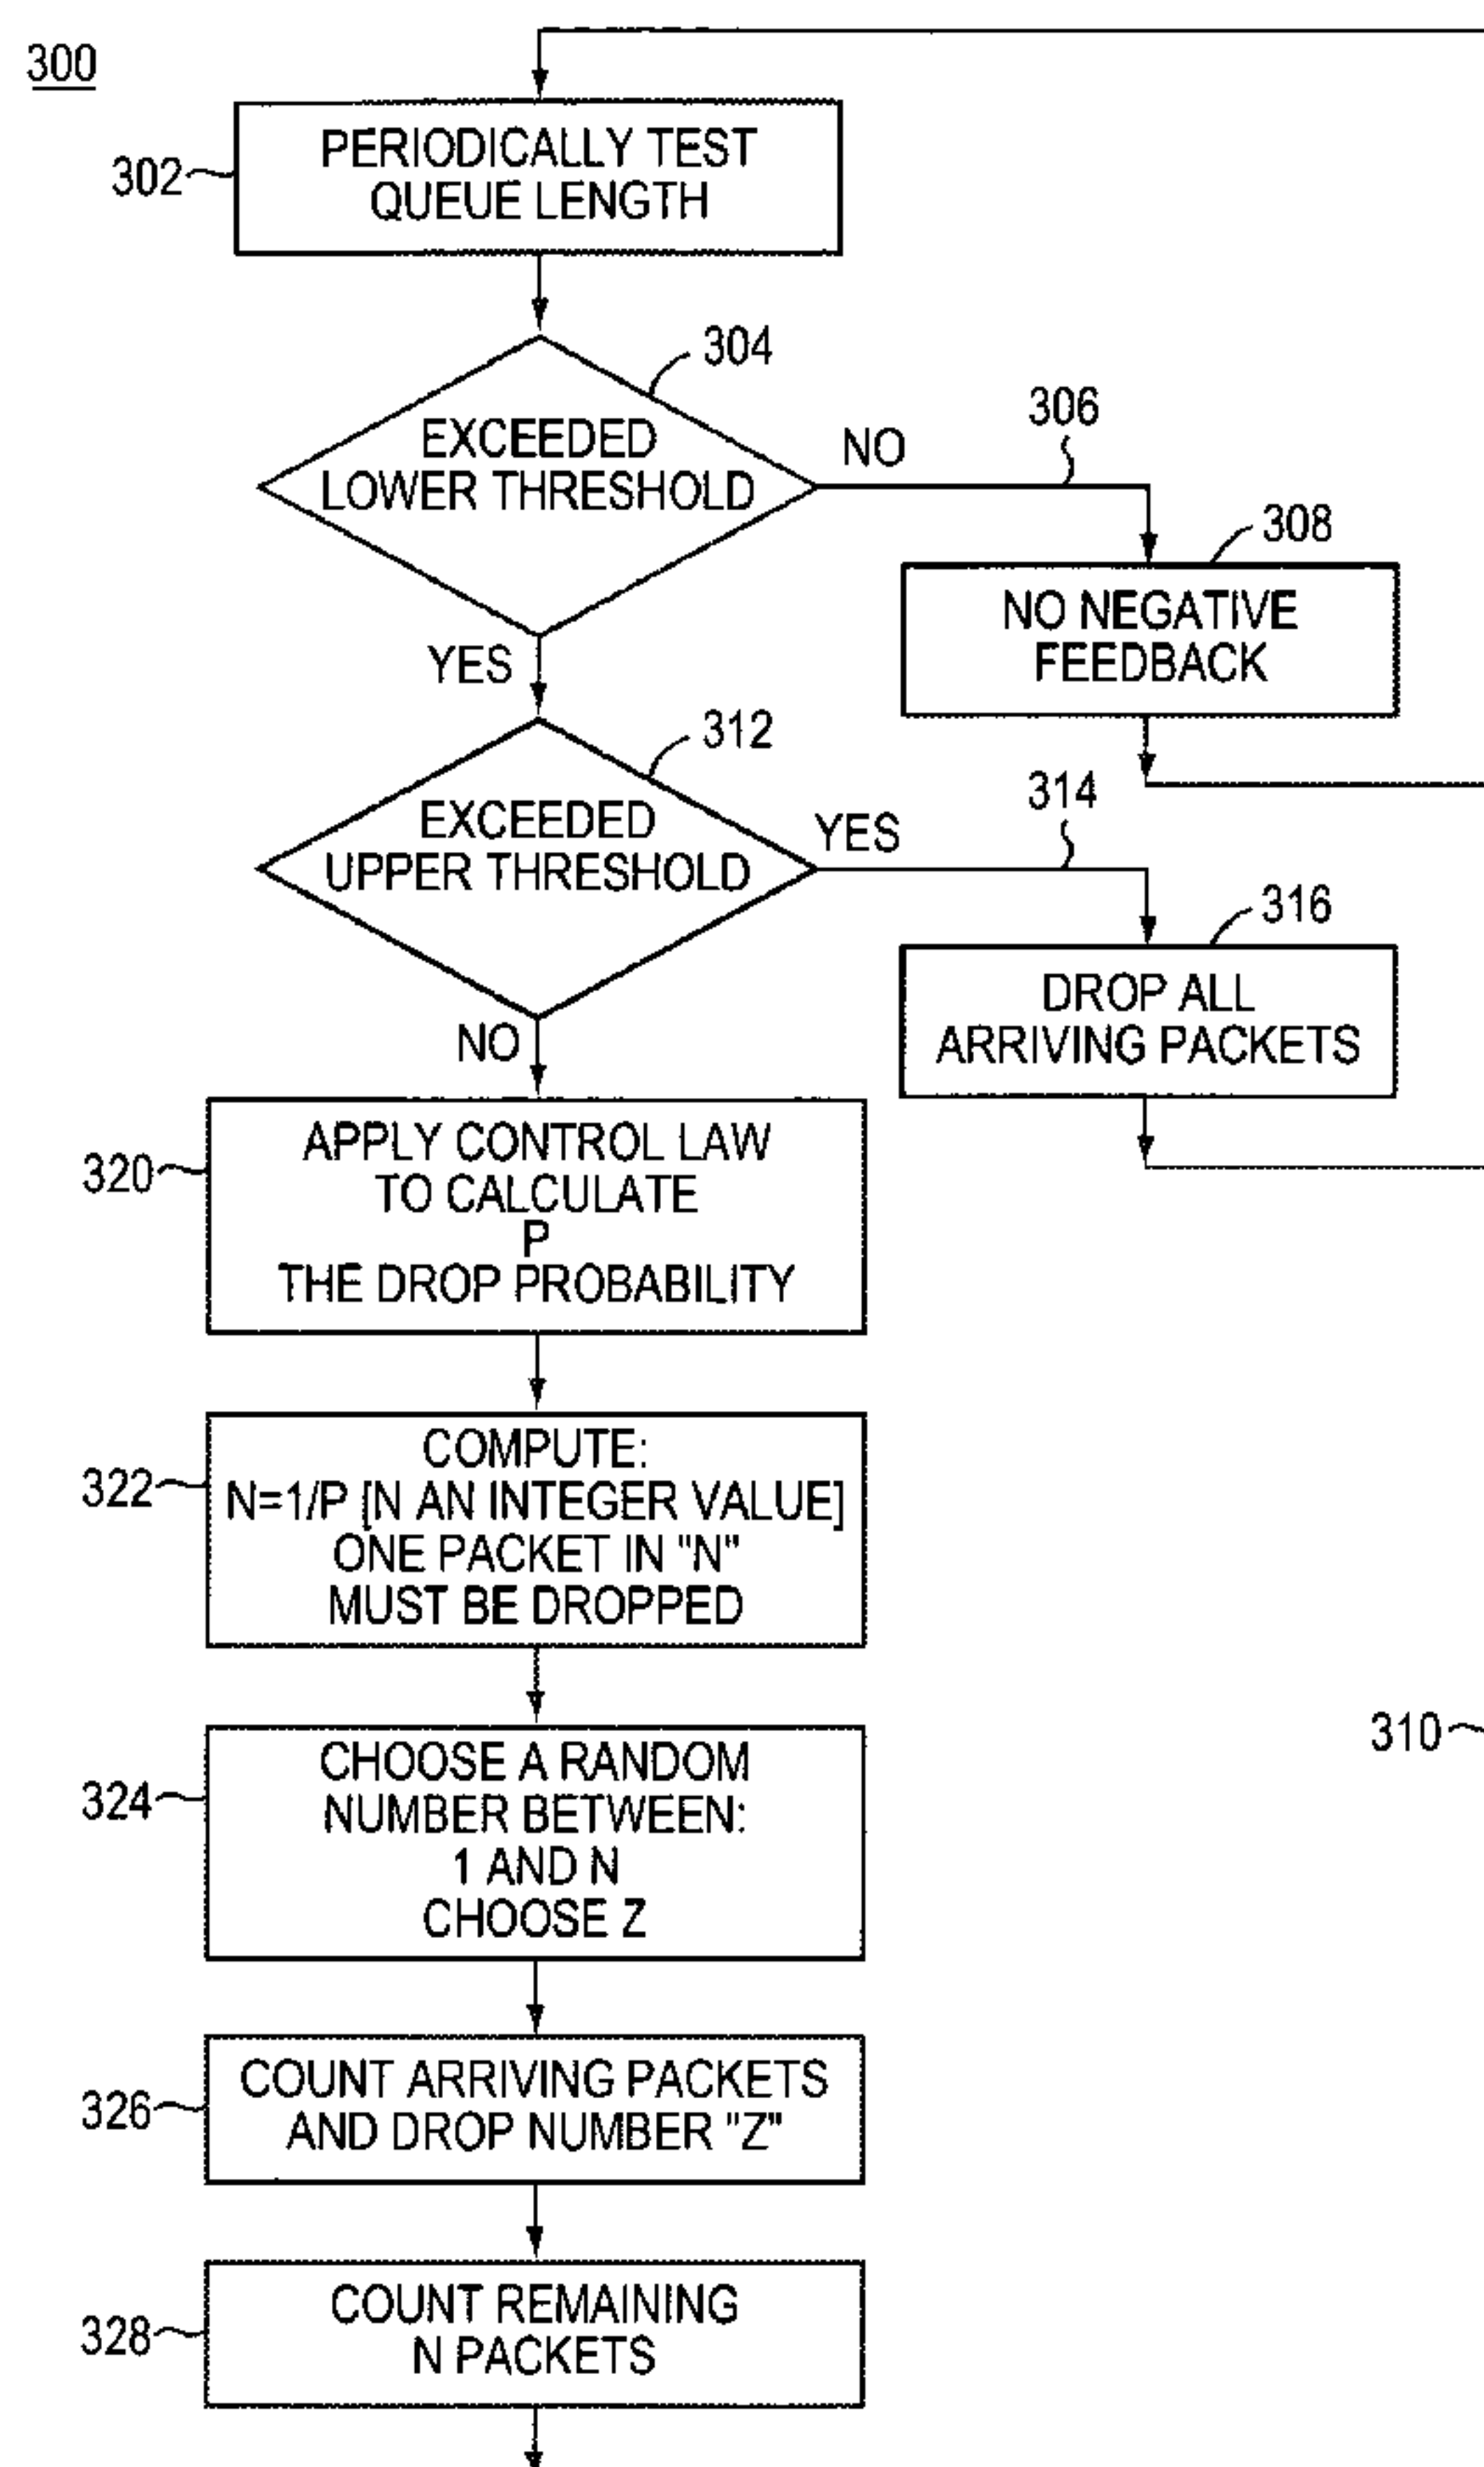 300
302
PERIODICALLY TEST
QUEUE LENGTH
304
EXCEEDED
LOWER THRESHOLD
NO
306
308
NO NEGATIVE
FEEDBACK
YES
312
EXCEEDED
UPPER THRESHOLD
YES
314
316
DROP ALL
ARRIVING PACKETS
NO
320
APPLY CONTROL LAW
TO CALCULATE
P
THE DROP PROBABILITY
322
COMPUTE:
N=1/P [N AN INTEGER VALUE]
ONE PACKET IN "N"
MUST BE DROPPED
310
324
CHOOSE A RANDOM
NUMBER BETWEEN:
1 AND N
CHOOSE Z
326
COUNT ARRIVING PACKETS
AND DROP NUMBER "Z"
328
COUNT REMAINING
N PACKETS